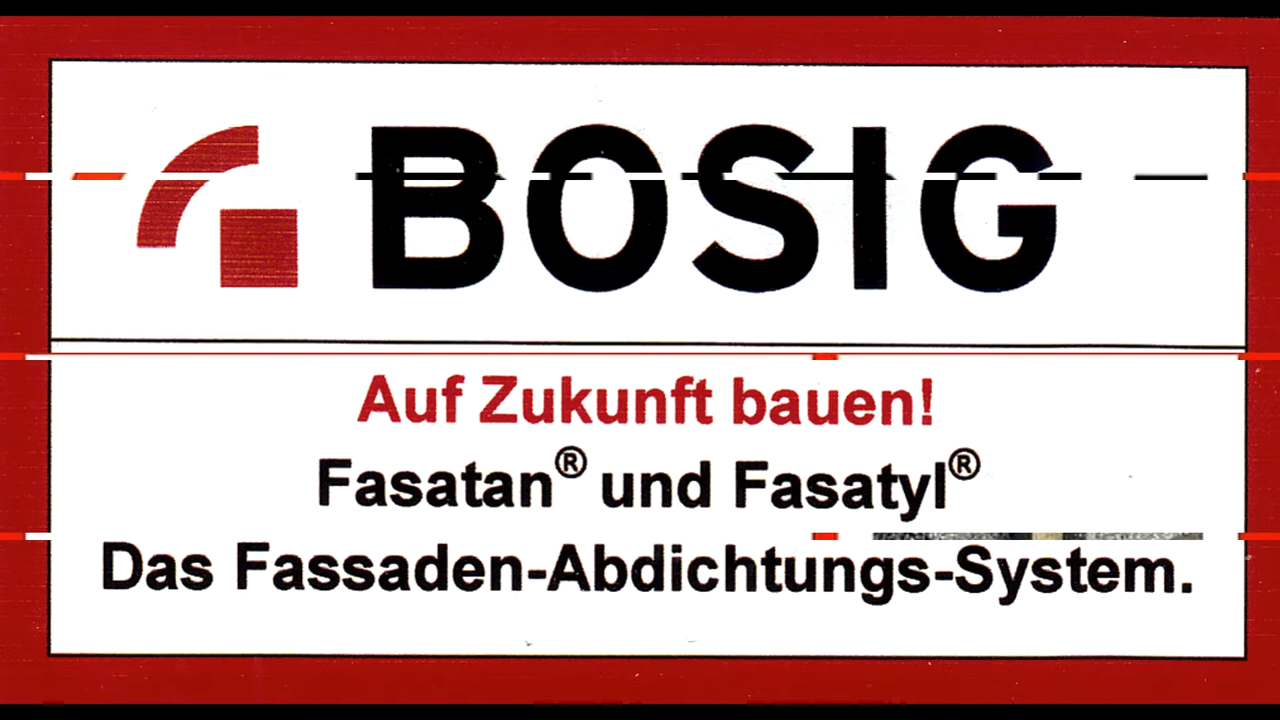 BOSIG
Auf Zukunft bauen!
Fasatan® und Fasatyl®
Das Fassaden-Abdichtungs-System.